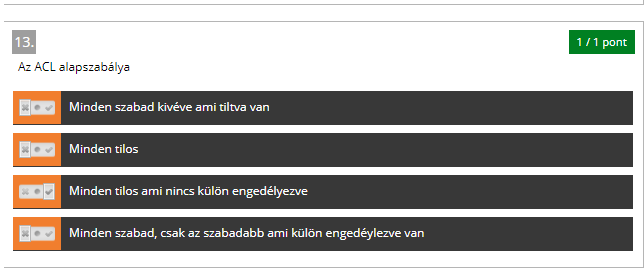 13.
1 / 1 pont
Az ACL alapszabálya
Minden szabad kivéve ami tiltva van
Minden tilos
Minden tilos ami nincs külön engedélyezve
Minden szabad, csak az szabadabb ami külön engedéylezve van